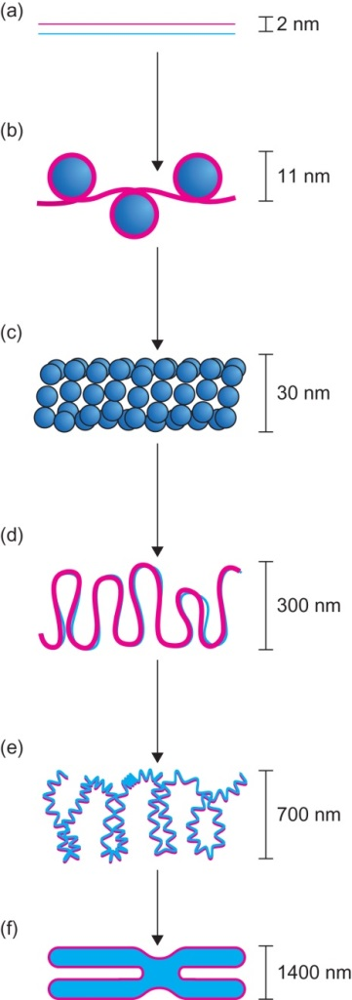 (a)
2 nm
(b)
11 nm
(c)
30 nm
(d)
300 nm
(e)
700 nm
(f)
1400 nm